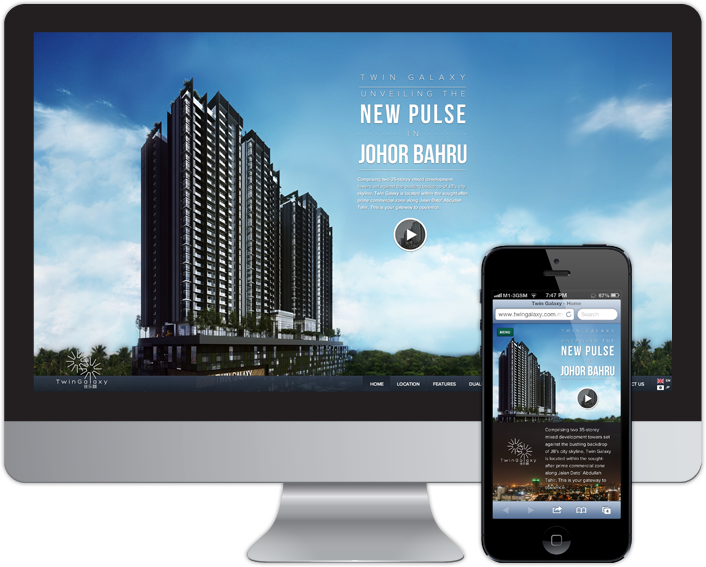 TWIN GALAXY
UNVEILING THE
NEW PULSE
IN
JOHOR BAHRU
Comprising two 35-storey mixed development
towers set against the bustling backdrop of JB's city
skyline, Twin Galaxy is located within the sought-after
prime commercial zone along Jalan Dato' Abdullah
Tahir. This is your gateway to
TwinGalaxy
HOME LOCATION FEATURES DUAL CT US
EN
JP
M1-3GSM 7:47 PM 67%
Twin Galaxy - Home
www.twingalaxy.com Search
MENU
TWIN GALAXY
UNVEILING THE
NEW PULSE
JOHOR BAHRU
Comprising two 35-storey
mixed development towers set
against the bustling backdrop
of JB's city skyline, Twin Galaxy
is located within the sought-
after prime commercial zone
along Jalan Dato' Abdullah
Tahir. This is your gateway to
TwinGalaxy